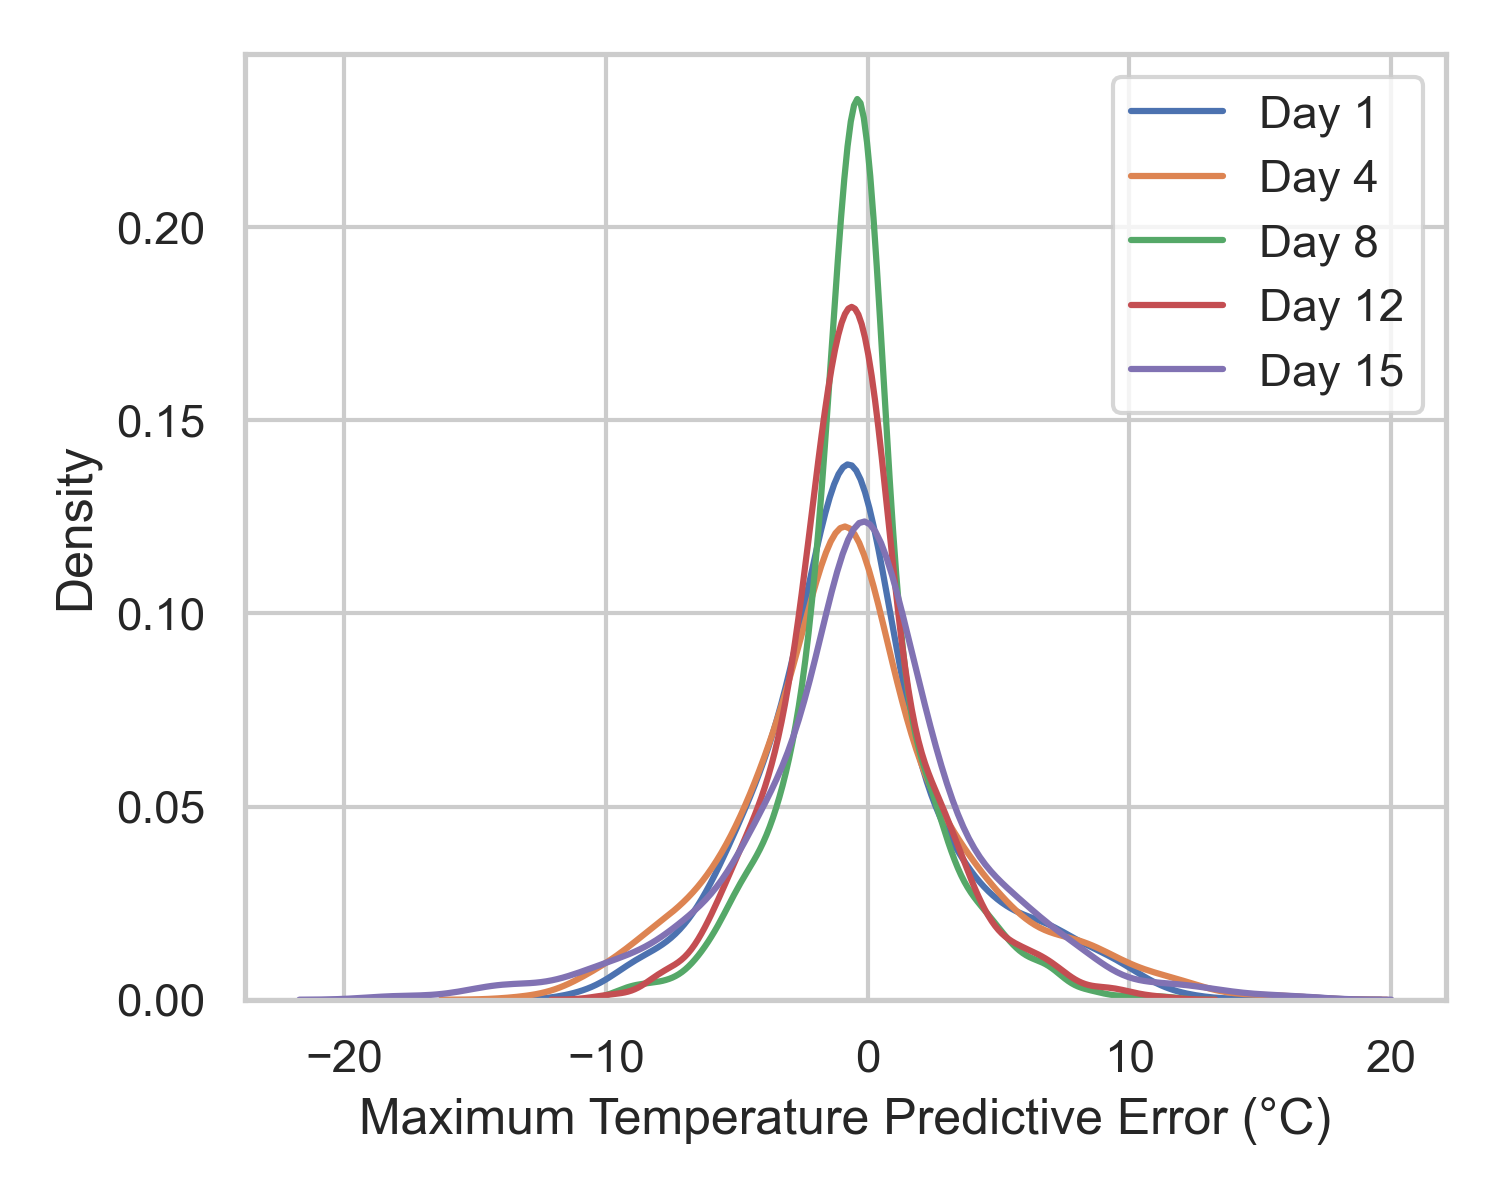 Day 1
Day 4
Day 8
Day 12
Day 15
0.20
0.15
0.10
0.05
0.00
Density
−20 −10 0 10 20
Maximum Temperature Predictive Error (°C)